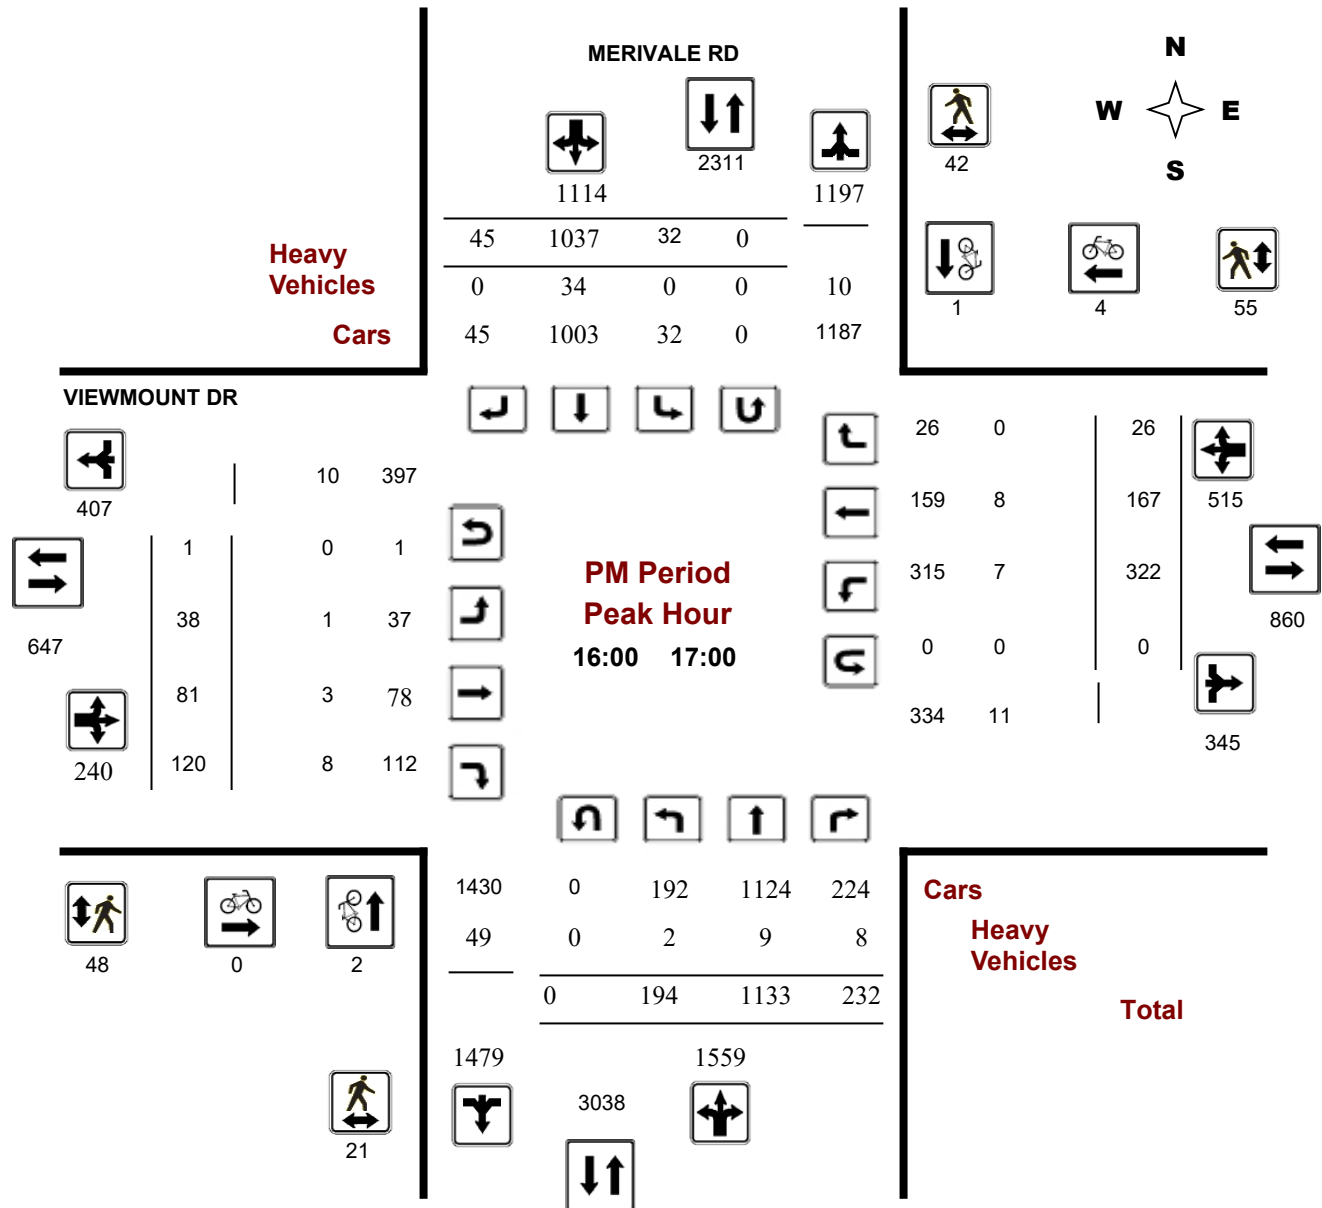 MERIVALE RD
N
W E
S
2311
42
1114
1197
45 1037 32 0
Heavy
Vehicles
0 34 0 0 10
Cars
45 1003 32 0 1187
1 4 55
VIEWMOUNT DR
407
10 397
1 0 1
38 1 37
647
81 3 78
240
120 8 112
PM Period
Peak Hour
16:00 17:00
26 0 26
159 8 167
515
315 7 322
860
0 0 0
334 11
345
1430 0 192 1124 224
Cars
49 0 2 9 8
Heavy
Vehicles
0 194 1133 232
Total
48 0 2
1479 1559
3038
21